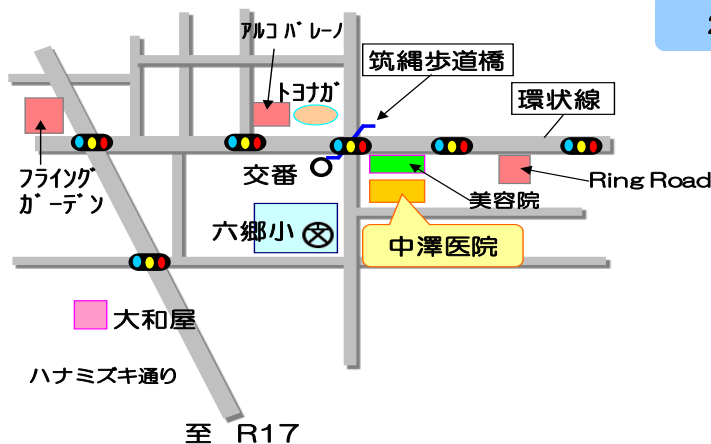 2
アルコバレーノ
筑縄歩道橋
トヨナガ
環状線
フライング
ガーデン
交番
美容院
Ring Road
六郷小
中澤医院
大和屋
ハナミズキ通り
至 R17